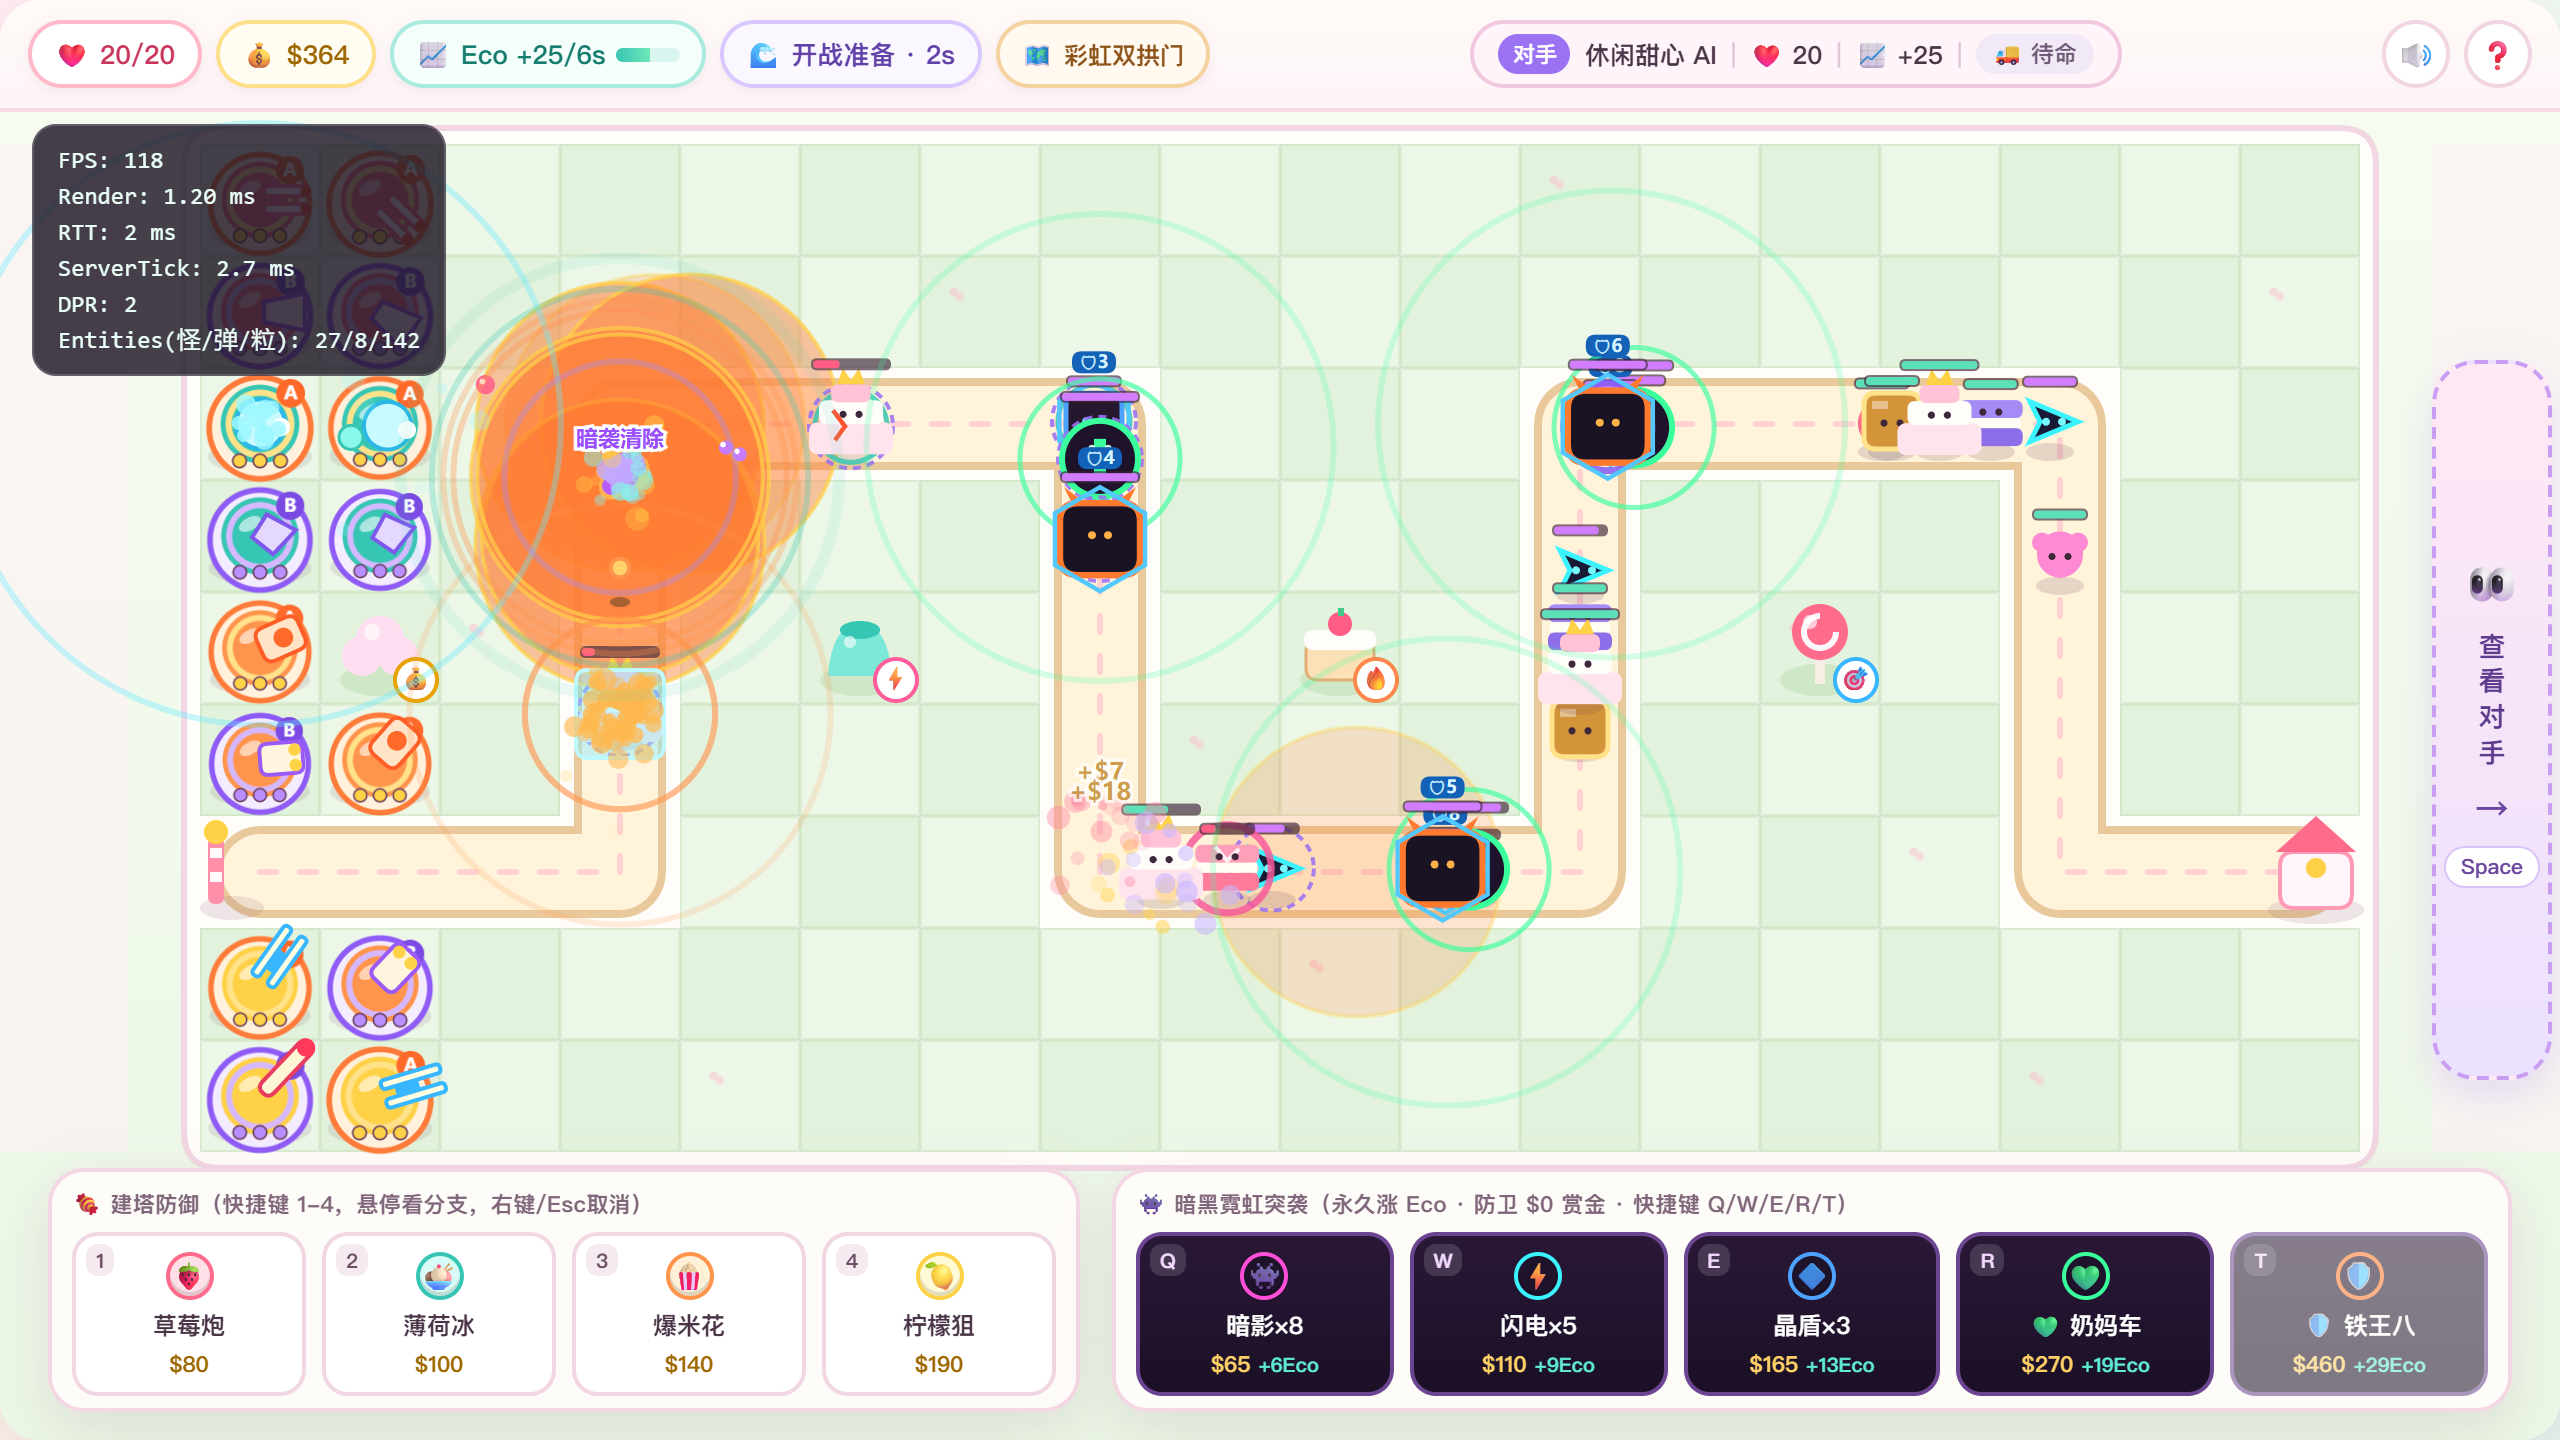 20/20
$364
Eco +25/6s
开战准备 · 2s
彩虹双拱门
对手 休闲甜心 AI 20 +25 待命
FPS: 118
Render: 1.20 ms
RTT: 2 ms
ServerTick: 2.7 ms
DPR: 2
Entities(怪/弹/粒): 27/8/142
A A
B B
A A
B B
B
A
暗袭清除
3
4
6
5
+$7
+$18
查看对手
→
Space
建塔防御（快捷键 1–4，悬停看分支，右键/Esc取消）
1
草莓炮
$80
2
薄荷冰
$100
3
爆米花
$140
4
柠檬狙
$190
暗黑霓虹突袭（永久涨 Eco · 防卫 $0 赏金 · 快捷键 Q/W/E/R/T）
Q
暗影×8
$65 +6Eco
W
闪电×5
$110 +9Eco
E
晶盾×3
$165 +13Eco
R
奶妈车
$270 +19Eco
T
铁王八
$460 +29Eco